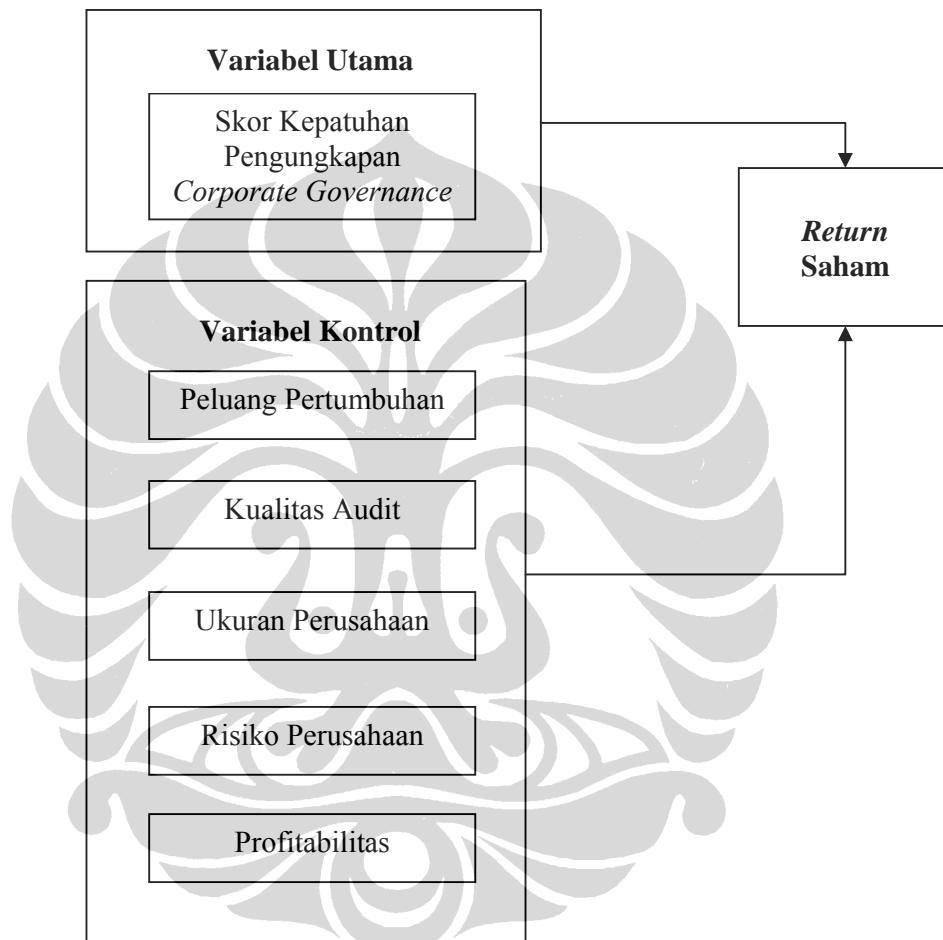 Variabel Utama
Skor Kepatuhan
Pengungkapan
Corporate Governance
Return
Saham
Variabel Kontrol
Peluang Pertumbuhan
Kualitas Audit
Ukuran Perusahaan
Risiko Perusahaan
Profitabilitas